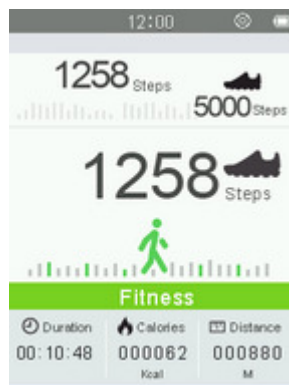 12:00
1258 Steps
5000 Steps
1258 Steps
Fitness
Duration Calories Distance
00:10:48 000062 000880
Kcal M